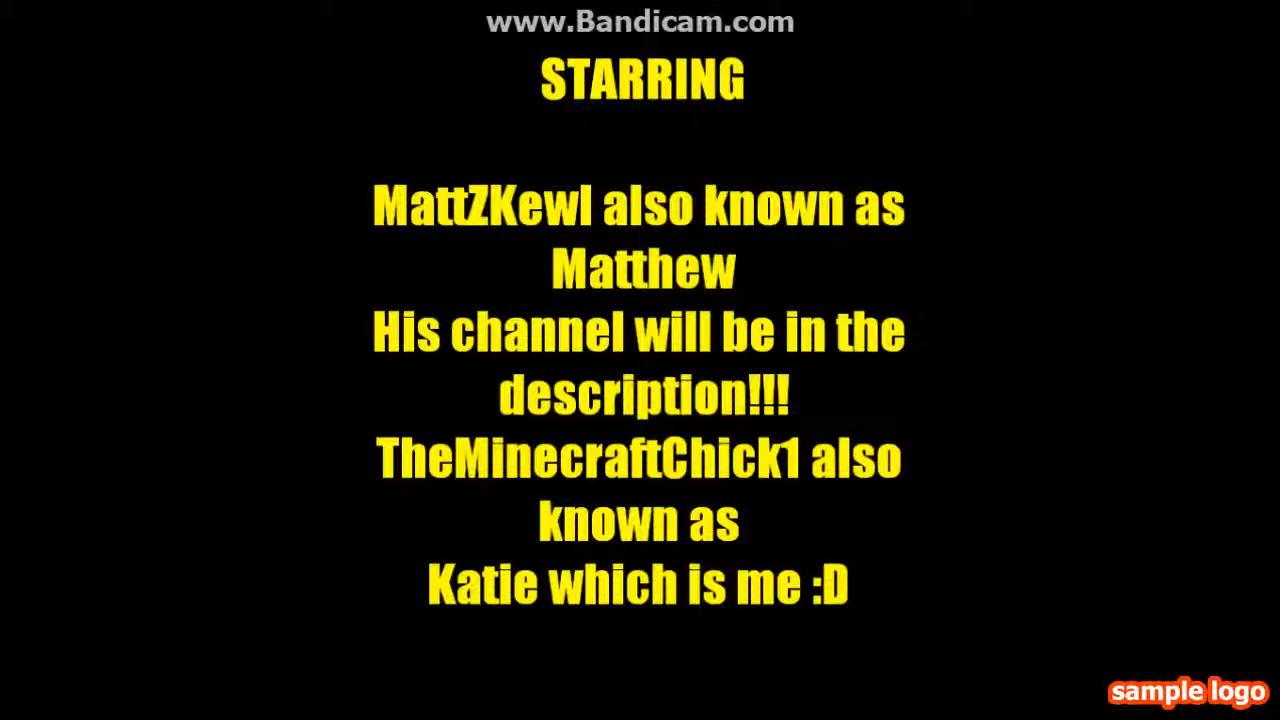 www.Bandicam.com
STARRING
MattZKewl also known as
Matthew
His channel will be in the
description!!!
TheMinecraftChick1 also
known as
Katie which is me :D
sample logo